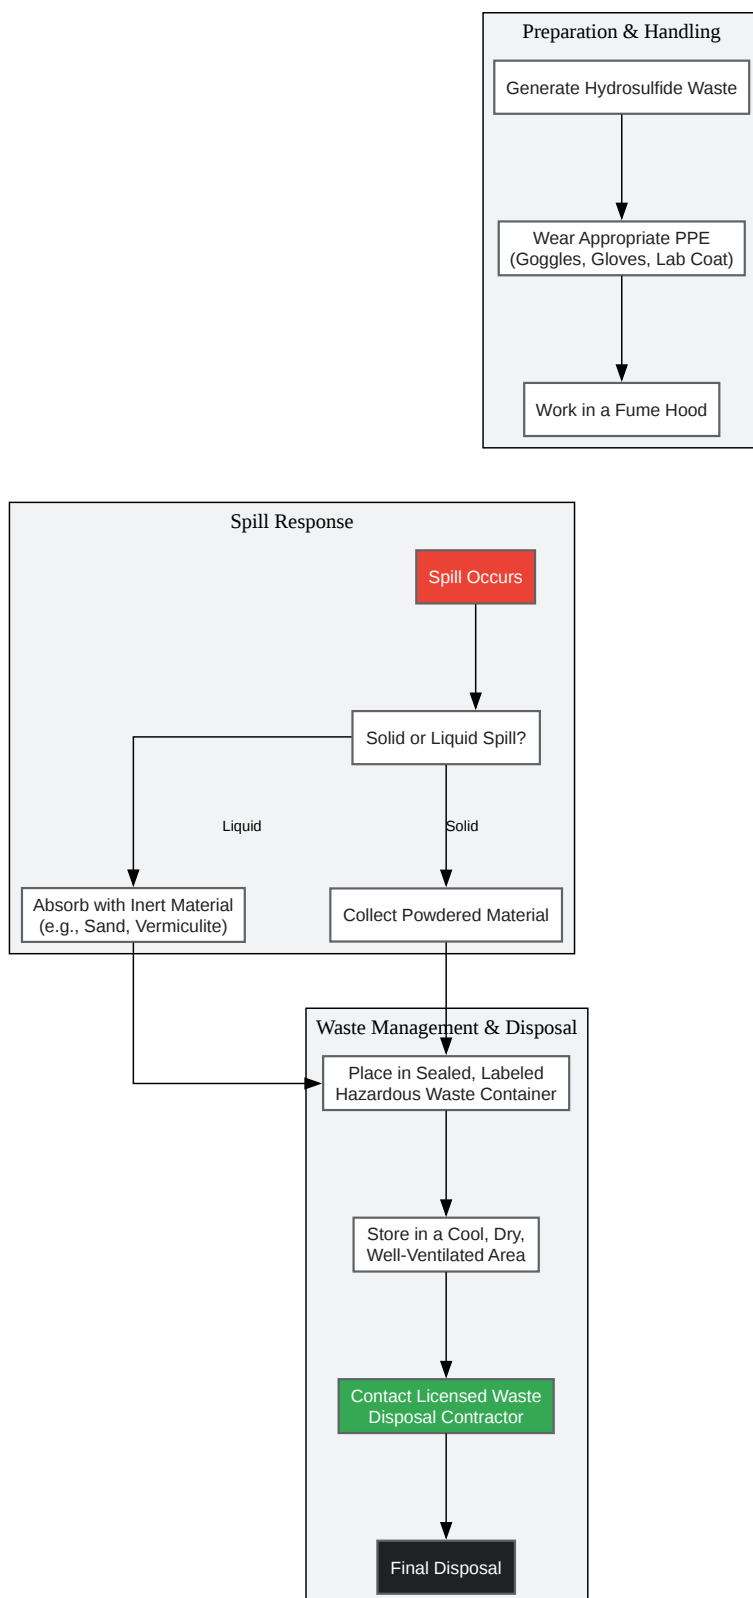 Preparation & Handling
Generate Hydrosulfide Waste
Wear Appropriate PPE
(Goggles, Gloves, Lab Coat)
Work in a Fume Hood
Spill Response
Spill Occurs
Solid or Liquid Spill?
Liquid
Solid
Absorb with Inert Material
(e.g., Sand, Vermiculite)
Collect Powdered Material
Waste Management & Disposal
Place in Sealed, Labeled
Hazardous Waste Container
Store in a Cool, Dry,
Well-Ventilated Area
Contact Licensed Waste
Disposal Contractor
Final Disposal